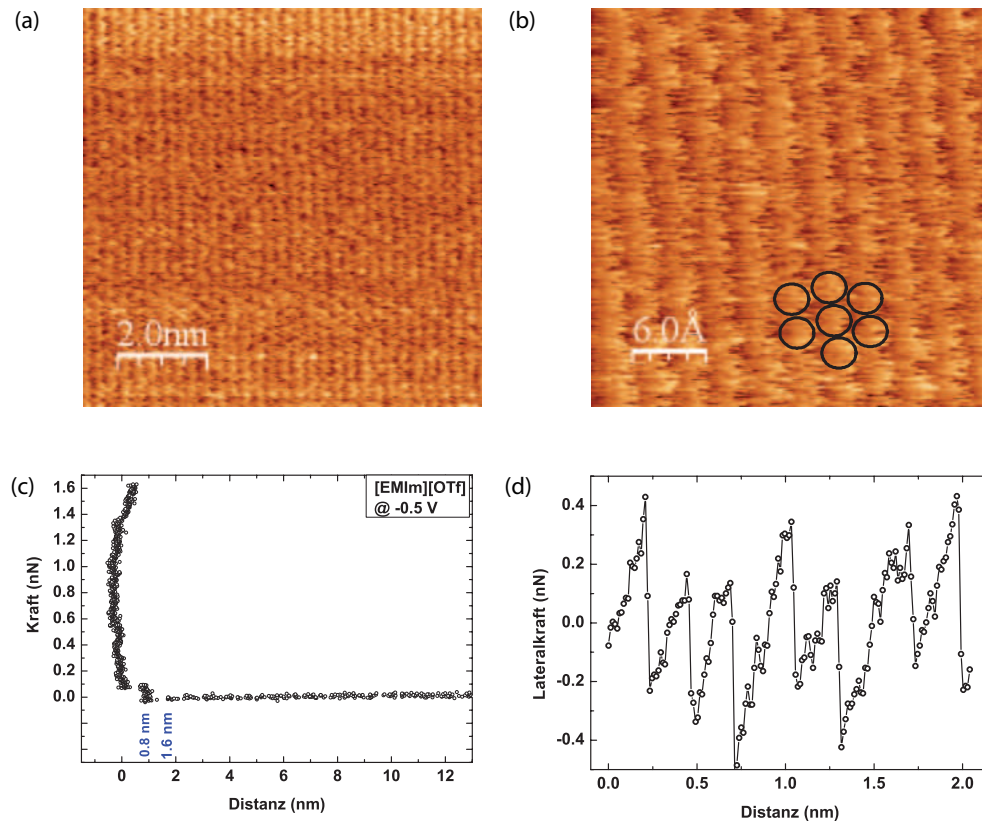 (a)
2.0nm
(b)
6.0Å
(c)
[EMIm][OTf]
@ -0.5 V
Kraft (nN)
1.6
1.4
1.2
1.0
0.8
0.6
0.4
0.2
0.0
0.8 nm
1.6 nm
0 2 4 6 8 10 12
Distanz (nm)
(d)
Lateralkraft (nN)
0.4
0.2
0.0
-0.2
-0.4
0.0 0.5 1.0 1.5 2.0
Distanz (nm)